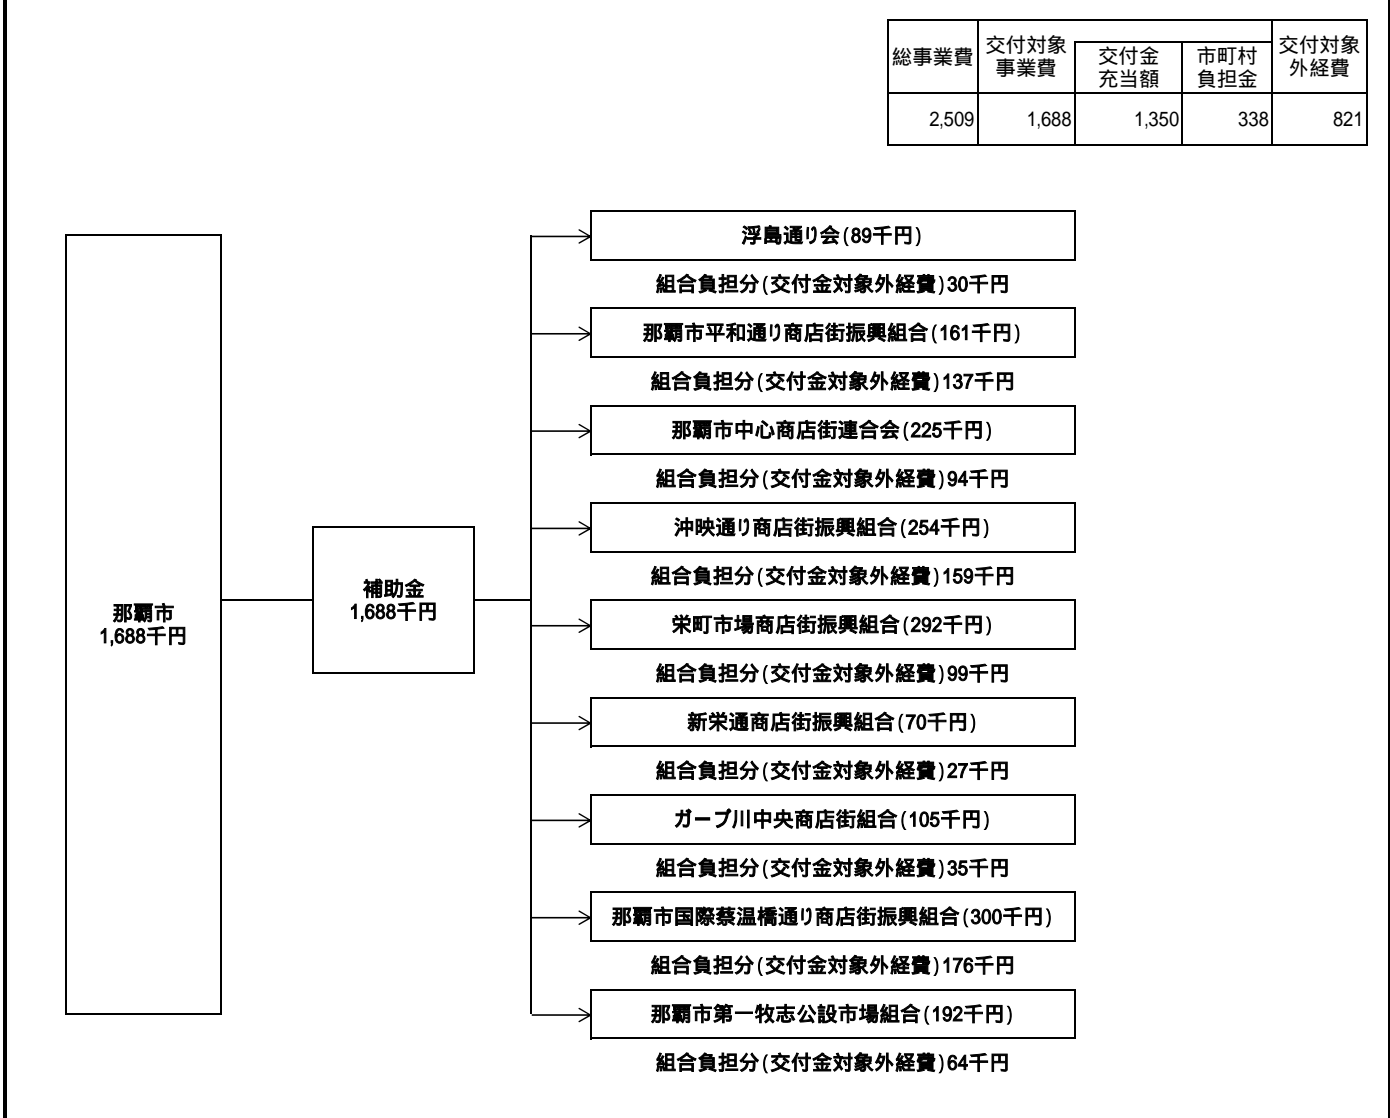 総事業費
交付対象
事業費
交付金
充当額
市町村
負担金
交付対象
外経費
2,509
1,688
1,350
338
821
那覇市
1,688千円
補助金
1,688千円
浮島通り会(89千円)
組合負担分(交付金対象外経費)30千円
那覇市平和通り商店街振興組合(161千円)
組合負担分(交付金対象外経費)137千円
那覇市中心商店街連合会(225千円)
組合負担分(交付金対象外経費)94千円
沖映通り商店街振興組合(254千円)
組合負担分(交付金対象外経費)159千円
栄町市場商店街振興組合(292千円)
組合負担分(交付金対象外経費)99千円
新栄通商店街振興組合(70千円)
組合負担分(交付金対象外経費)27千円
ガーブ川中央商店街組合(105千円)
組合負担分(交付金対象外経費)35千円
那覇市国際蔡温橋通り商店街振興組合(300千円)
組合負担分(交付金対象外経費)176千円
那覇市第一牧志公設市場組合(192千円)
組合負担分(交付金対象外経費)64千円